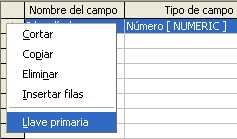 Nombre del campo Tipo de campo
Número [ NUMERIC ]
Cortar
Copiar
Eliminar
Insertar filas
Llave primaria